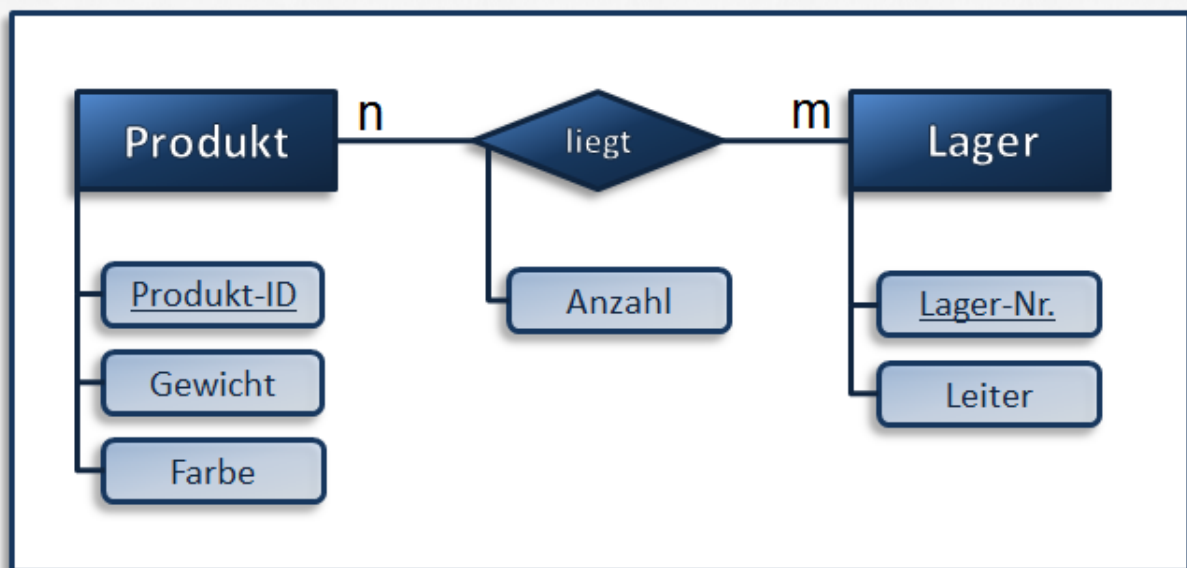 Produkt
n
liegt
m
Lager
Produkt-ID
Gewicht
Farbe
Anzahl
Lager-Nr.
Leiter